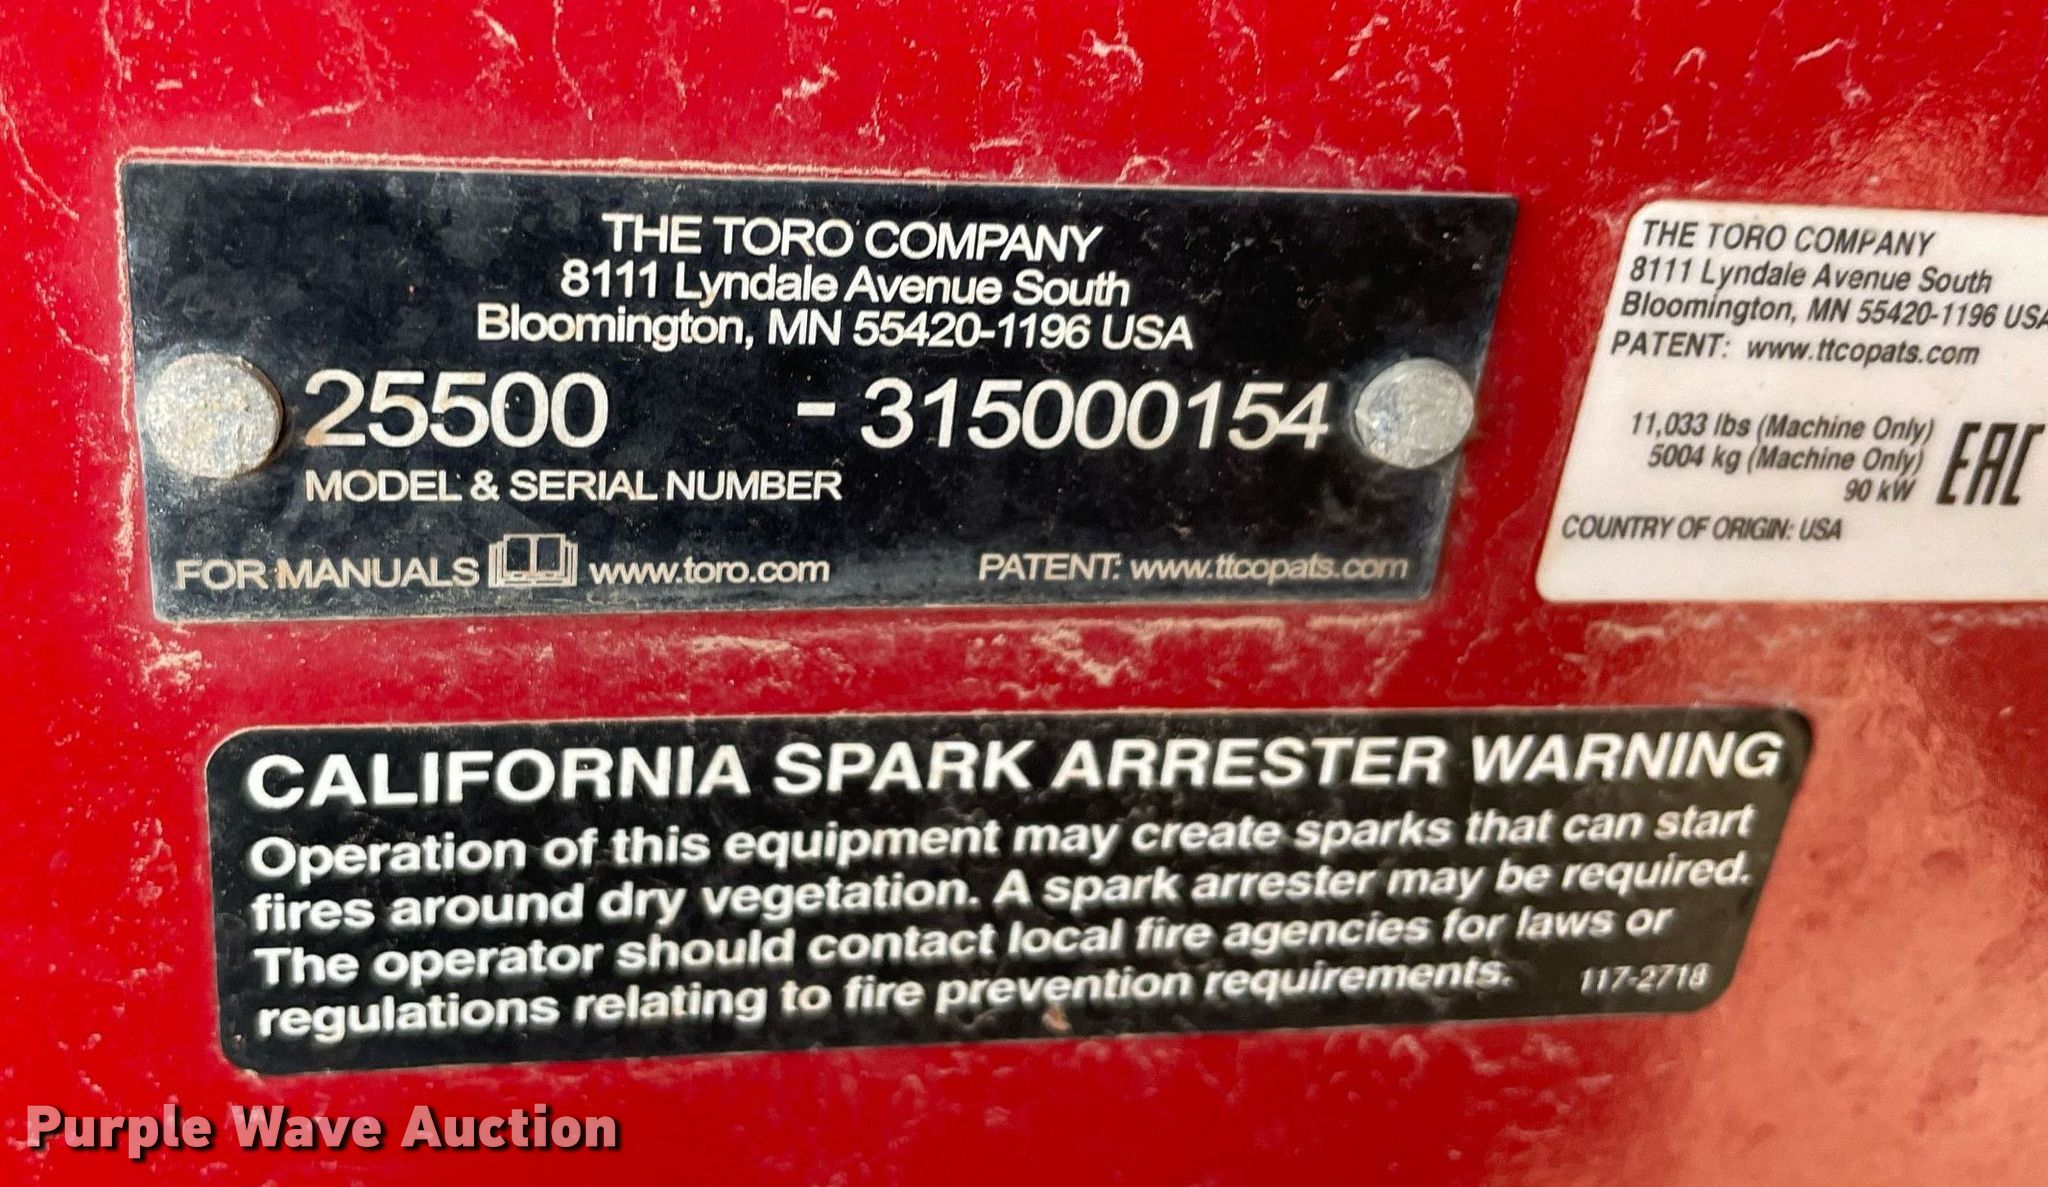 THE TORO COMPANY
8111 Lyndale Avenue South
Bloomington, MN 55420-1196 USA
25500 -315000154
MODEL & SERIAL NUMBER
FOR MANUALS www.toro.com PATENT: www.ttcopats.com
THE TORO COMPANY
8111 Lyndale Avenue South
Bloomington, MN 55420-1196 USA
PATENT: www.ttcopats.com
11,033 lbs (Machine Only)
5004 kg (Machine Only)
90 kW
EAC
COUNTRY OF ORIGIN: USA
CALIFORNIA SPARK ARRESTER WARNING
Operation of this equipment may create sparks that can start
fires around dry vegetation. A spark arrester may be required.
The operator should contact local fire agencies for laws or
regulations relating to fire prevention requirements. 117-2718
Purple Wave Auction